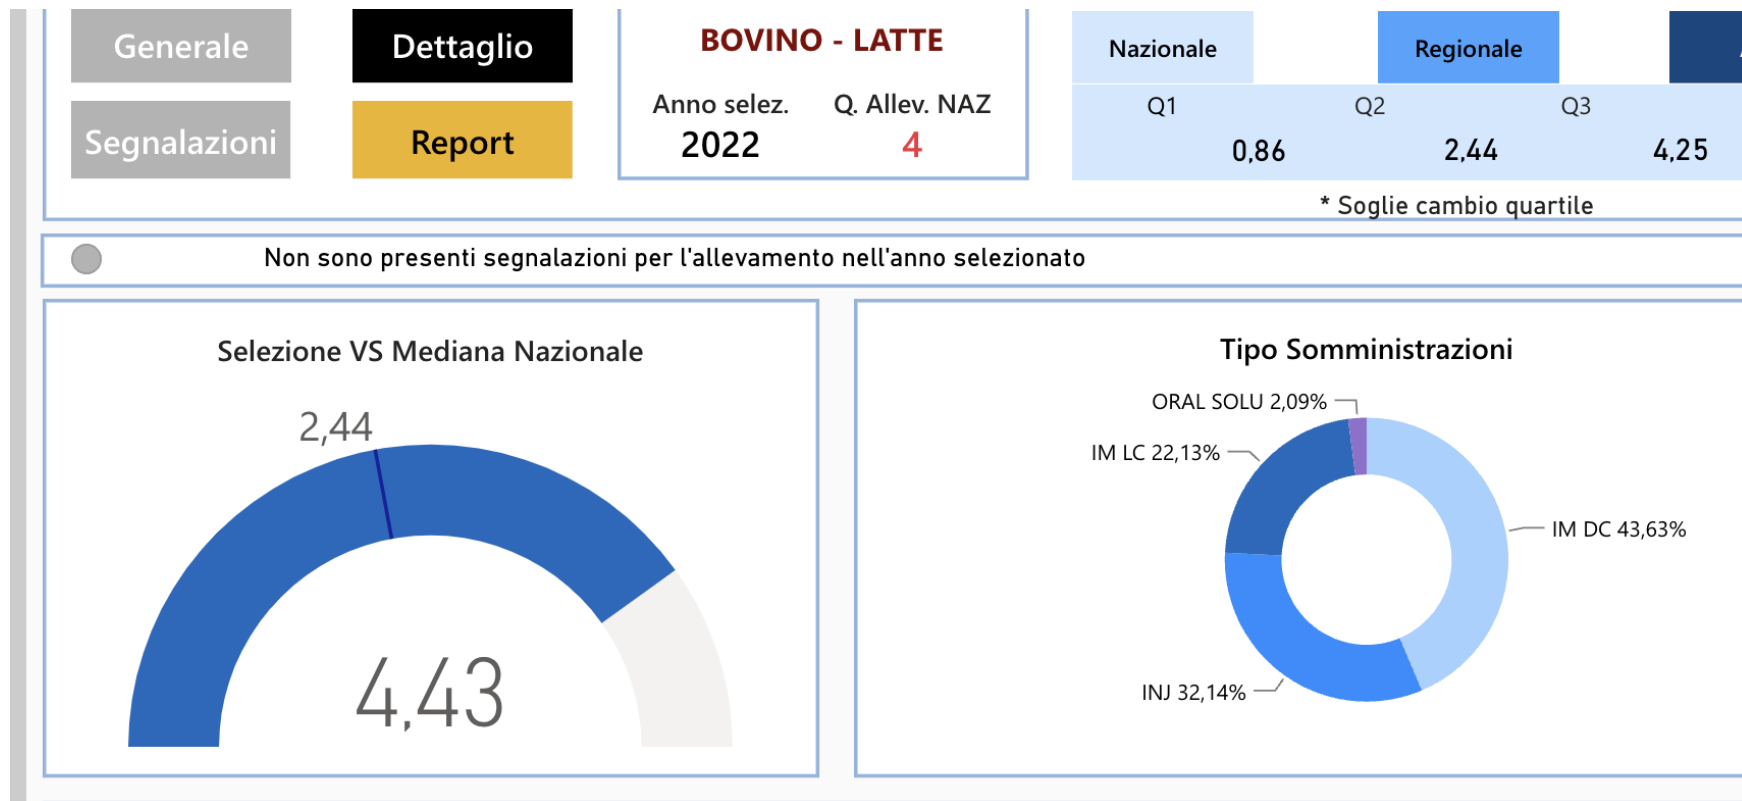 Generale
Dettaglio
Segnalazioni
Report
BOVINO - LATTE
Anno selez. Q. Allev. NAZ
2022 4
Nazionale Regionale
Q1 Q2 Q3
0,86 2,44 4,25
* Soglie cambio quartile
Non sono presenti segnalazioni per l'allevamento nell'anno selezionato
Selezione VS Mediana Nazionale
2,44
4,43
Tipo Somministrazioni
ORAL SOLU 2,09%
IM LC 22,13%
IM DC 43,63%
INJ 32,14%